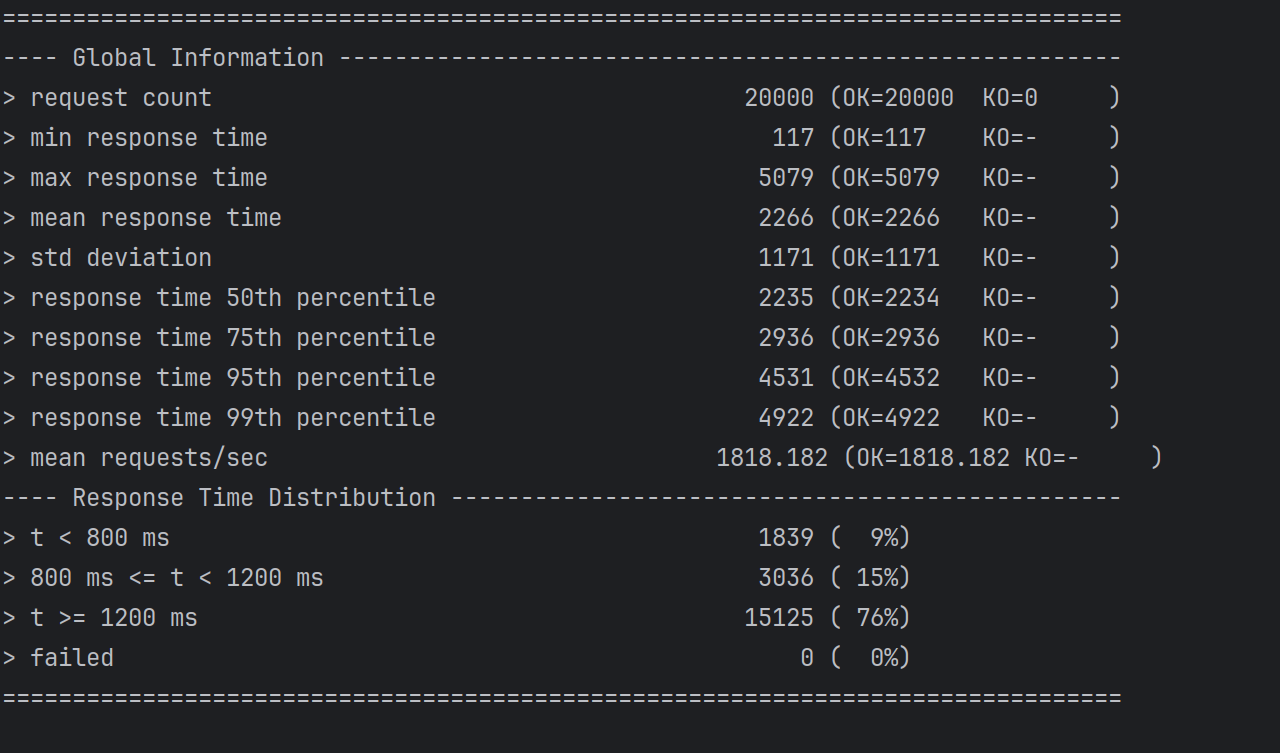 ================================================================================
---- Global Information --------------------------------------------------------
> request count                                      20000 (OK=20000  KO=0     )
> min response time                                    117 (OK=117    KO=-     )
> max response time                                   5079 (OK=5079   KO=-     )
> mean response time                                  2266 (OK=2266   KO=-     )
> std deviation                                       1171 (OK=1171   KO=-     )
> response time 50th percentile                       2235 (OK=2234   KO=-     )
> response time 75th percentile                       2936 (OK=2936   KO=-     )
> response time 95th percentile                       4531 (OK=4532   KO=-     )
> response time 99th percentile                       4922 (OK=4922   KO=-     )
> mean requests/sec                                1818.182 (OK=1818.182 KO=-     )
---- Response Time Distribution ------------------------------------------------
> t < 800 ms                                          1839 (  9%)
> 800 ms <= t < 1200 ms                               3036 ( 15%)
> t >= 1200 ms                                       15125 ( 76%)
> failed                                                 0 (  0%)
================================================================================